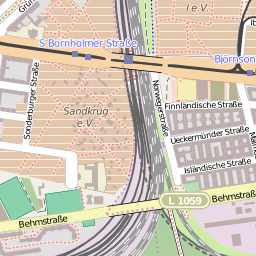 I e.V.
S Bornholmer Straße
Björnson
Sonderburger Straße
Norwegerstraße
Finnländische Straße
Sandkrug
e.V.
Ueckermünder Straße
Isländische Straße
L 1059
Behmstraße
Behmstraße